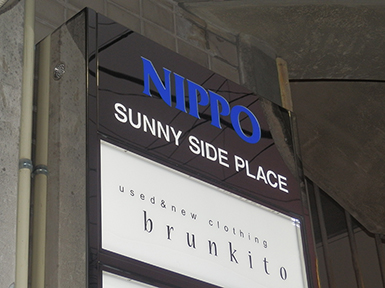 NIPPO
SUNNY SIDE PLACE
used&new clothing
brunkito